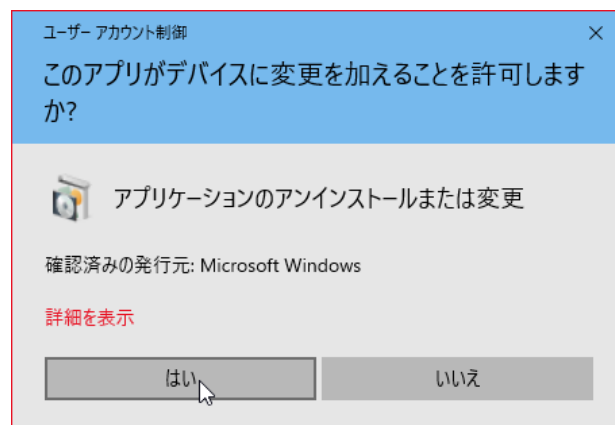 ユーザー アカウント制御
このアプリがデバイスに変更を加えることを許可します
か?
アプリケーションのアンインストールまたは変更
確認済みの発行元: Microsoft Windows
詳細を表示
はい
いいえ